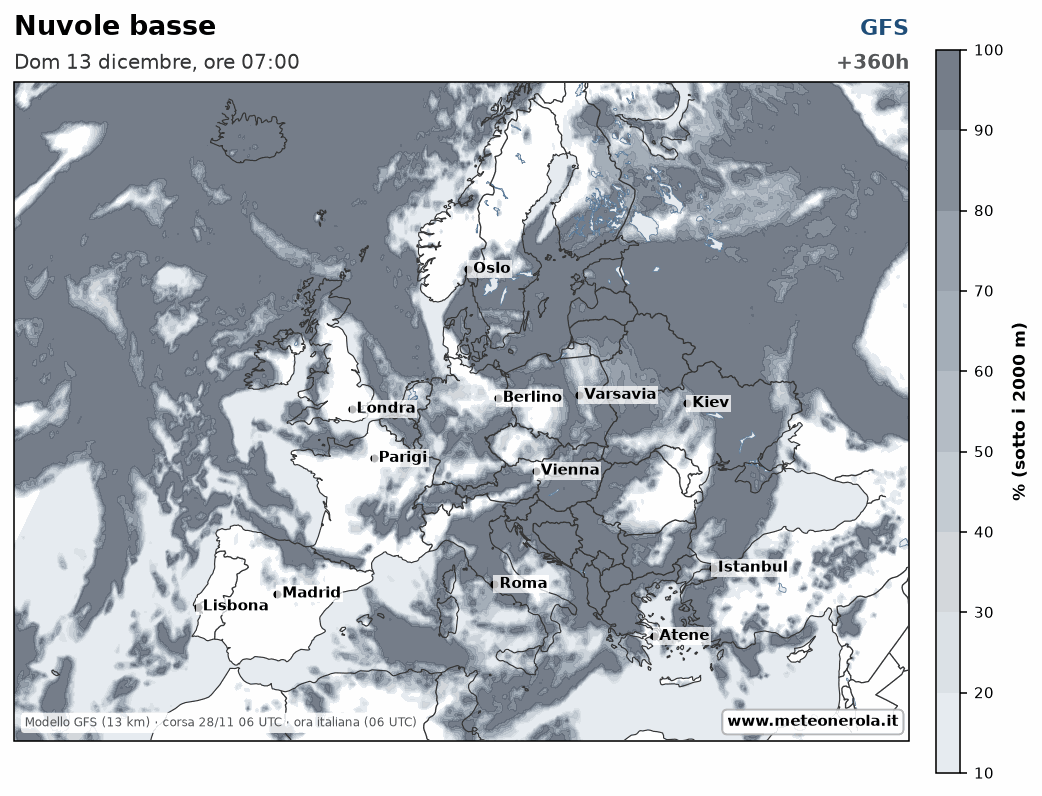 Nuvole basse
GFS
Dom 13 dicembre, ore 07:00
+360h
100
90
80
70
60
50
40
30
20
10
% (sotto i 2000 m)
Oslo
Londra
Berlino
Varsavia
Kiev
Parigi
Vienna
Istanbul
Roma
Madrid
Lisbona
Atene
Modello GFS (13 km) · corsa 28/11 06 UTC · ora italiana (06 UTC)
www.meteonerola.it